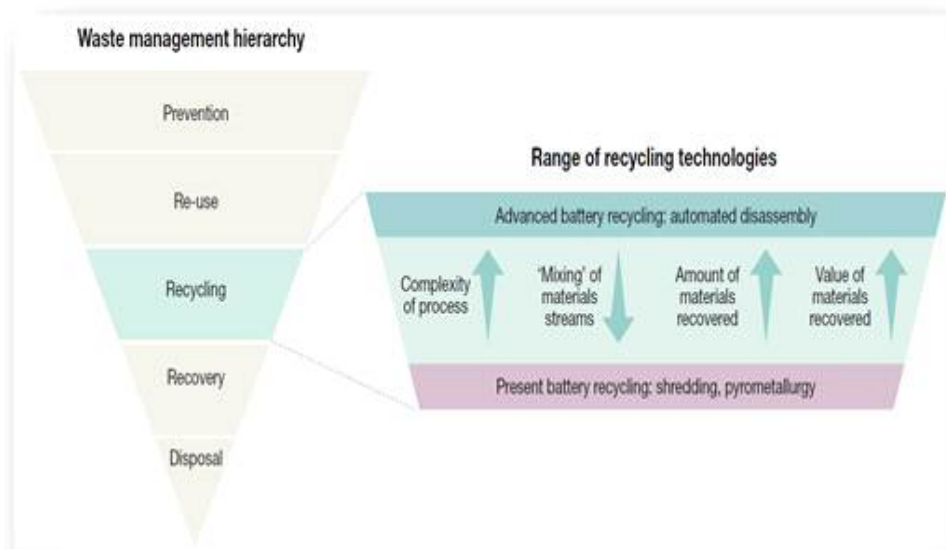 Waste management hierarchy
Prevention
Re-use
Recycling
Recovery
Disposal
Range of recycling technologies
Advanced battery recycling: automated disassembly
Complexity
of process
'Mixing' of
materials
streams
Amount of
materials
recovered
Value of
materials
recovered
Present battery recycling: shredding, pyrometallurgy